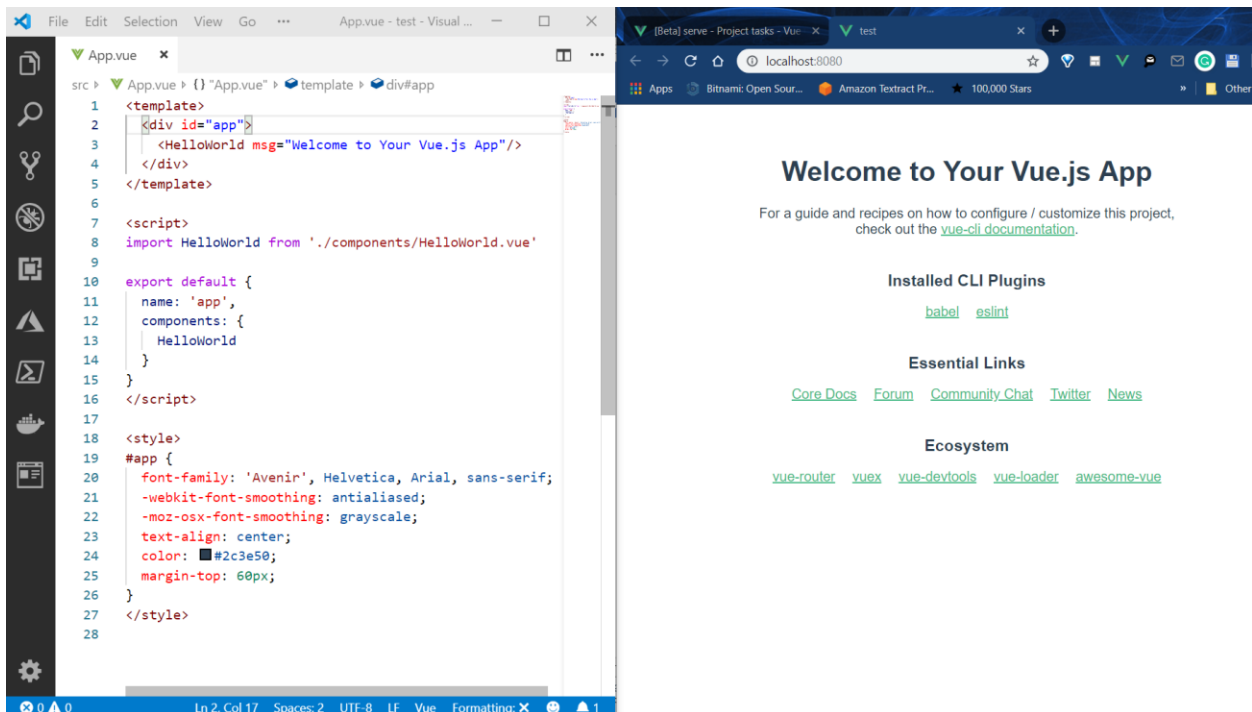 File Edit Selection View Go ··· App.vue - test - Visual ...
App.vue
src App.vue {} "App.vue" template div#app
1 <template>
2 <div id="app">
3 <HelloWorld msg="Welcome to Your Vue.js App"/>
4 </div>
5 </template>
6
7 <script>
8 import HelloWorld from './components/HelloWorld.vue'
9
10 export default {
11 name: 'app',
12 components: {
13 HelloWorld
14 }
15 }
16 </script>
17
18 <style>
19 #app {
20 font-family: 'Avenir', Helvetica, Arial, sans-serif;
21 -webkit-font-smoothing: antialiased;
22 -moz-osx-font-smoothing: grayscale;
23 text-align: center;
24 color: #2c3e50;
25 margin-top: 60px;
26 }
27 </style>
28
0 0 Ln 2, Col 17 Spaces: 2 UTF-8 LF Vue Formatting: ✕ 1
[Beta] serve - Project tasks - Vue test
localhost:8080
Apps Bitnami: Open Sour... Amazon Textract Pr... 100,000 Stars » Other
Welcome to Your Vue.js App
For a guide and recipes on how to configure / customize this project,
check out the vue-cli documentation.
Installed CLI Plugins
babel eslint
Essential Links
Core Docs Forum Community Chat Twitter News
Ecosystem
vue-router vuex vue-devtools vue-loader awesome-vue